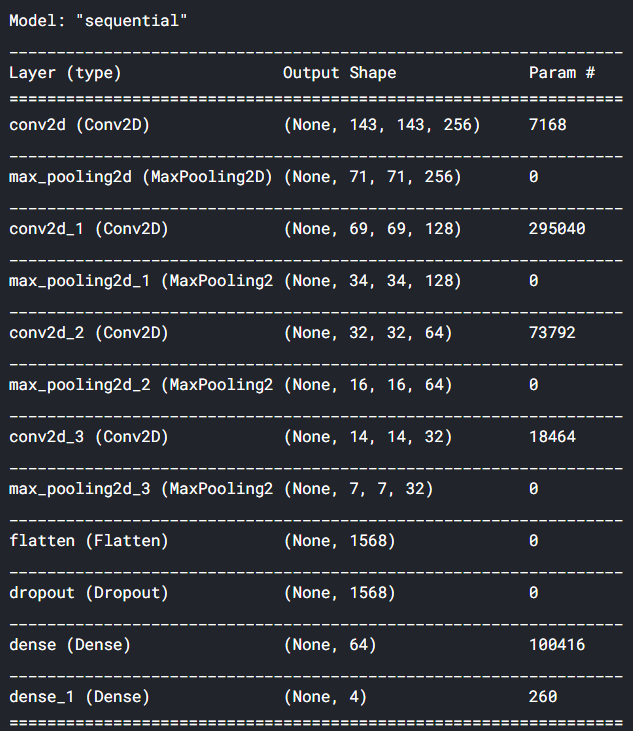 Model: "sequential"
_________________________________________________________________
Layer (type)                 Output Shape              Param #
=================================================================
conv2d (Conv2D)              (None, 143, 143, 256)     7168
_________________________________________________________________
max_pooling2d (MaxPooling2D) (None, 71, 71, 256)       0
_________________________________________________________________
conv2d_1 (Conv2D)            (None, 69, 69, 128)       295040
_________________________________________________________________
max_pooling2d_1 (MaxPooling2 (None, 34, 34, 128)       0
_________________________________________________________________
conv2d_2 (Conv2D)            (None, 32, 32, 64)        73792
_________________________________________________________________
max_pooling2d_2 (MaxPooling2 (None, 16, 16, 64)        0
_________________________________________________________________
conv2d_3 (Conv2D)            (None, 14, 14, 32)        18464
_________________________________________________________________
max_pooling2d_3 (MaxPooling2 (None, 7, 7, 32)          0
_________________________________________________________________
flatten (Flatten)            (None, 1568)              0
_________________________________________________________________
dropout (Dropout)            (None, 1568)              0
_________________________________________________________________
dense (Dense)                (None, 64)                100416
_________________________________________________________________
dense_1 (Dense)              (None, 4)                 260
=================================================================